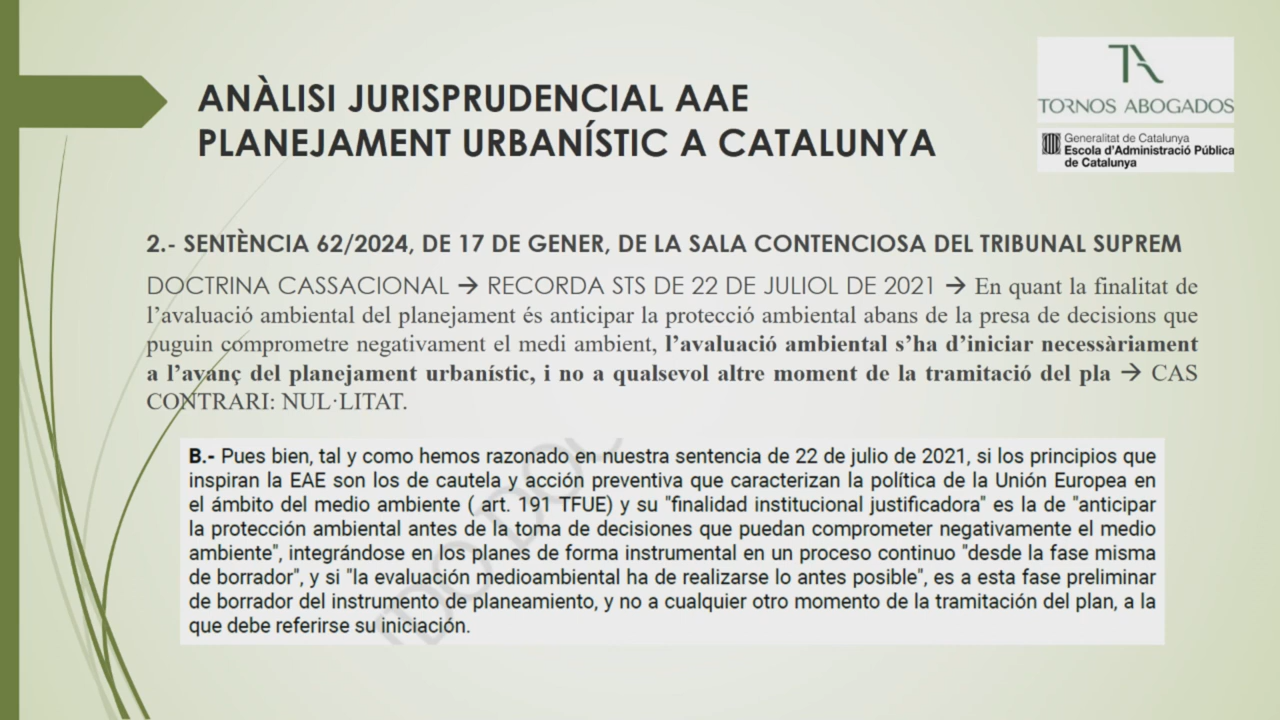 ANÀLISI JURISPRUDENCIAL AAE
PLANEJAMENT URBANÍSTIC A CATALUNYA
TORNOS ABOGADOS
Generalitat de Catalunya
Escola d'Administració Pública
de Catalunya
2.- SENTÈNCIA 62/2024, DE 17 DE GENER, DE LA SALA CONTENCIOSA DEL TRIBUNAL SUPREM
DOCTRINA CASSACIONAL → RECORDA STS DE 22 DE JULIOL DE 2021 → En quant la finalitat de
l'avaluació ambiental del planejament és anticipar la protecció ambiental abans de la presa de decisions que
puguin comprometre negativament el medi ambient, l'avaluació ambiental s'ha d'iniciar necessàriament
a l'avanç del planejament urbanístic, i no a qualsevol altre moment de la tramitació del pla → CAS
CONTRARI: NUL·LITAT.
B.- Pues bien, tal y como hemos razonado en nuestra sentencia de 22 de julio de 2021, si los principios que
inspiran la EAE son los de cautela y acción preventiva que caracterizan la política de la Unión Europea en
el ámbito del medio ambiente ( art. 191 TFUE) y su "finalidad institucional justificadora" es la de "anticipar
la protección ambiental antes de la toma de decisiones que puedan comprometer negativamente el medio
ambiente", integrándose en los planes de forma instrumental en un proceso continuo "desde la fase misma
de borrador", y si "la evaluación medioambiental ha de realizarse lo antes posible", es a esta fase preliminar
de borrador del instrumento de planeamiento, y no a cualquier otro momento de la tramitación del plan, a la
que debe referirse su iniciación.